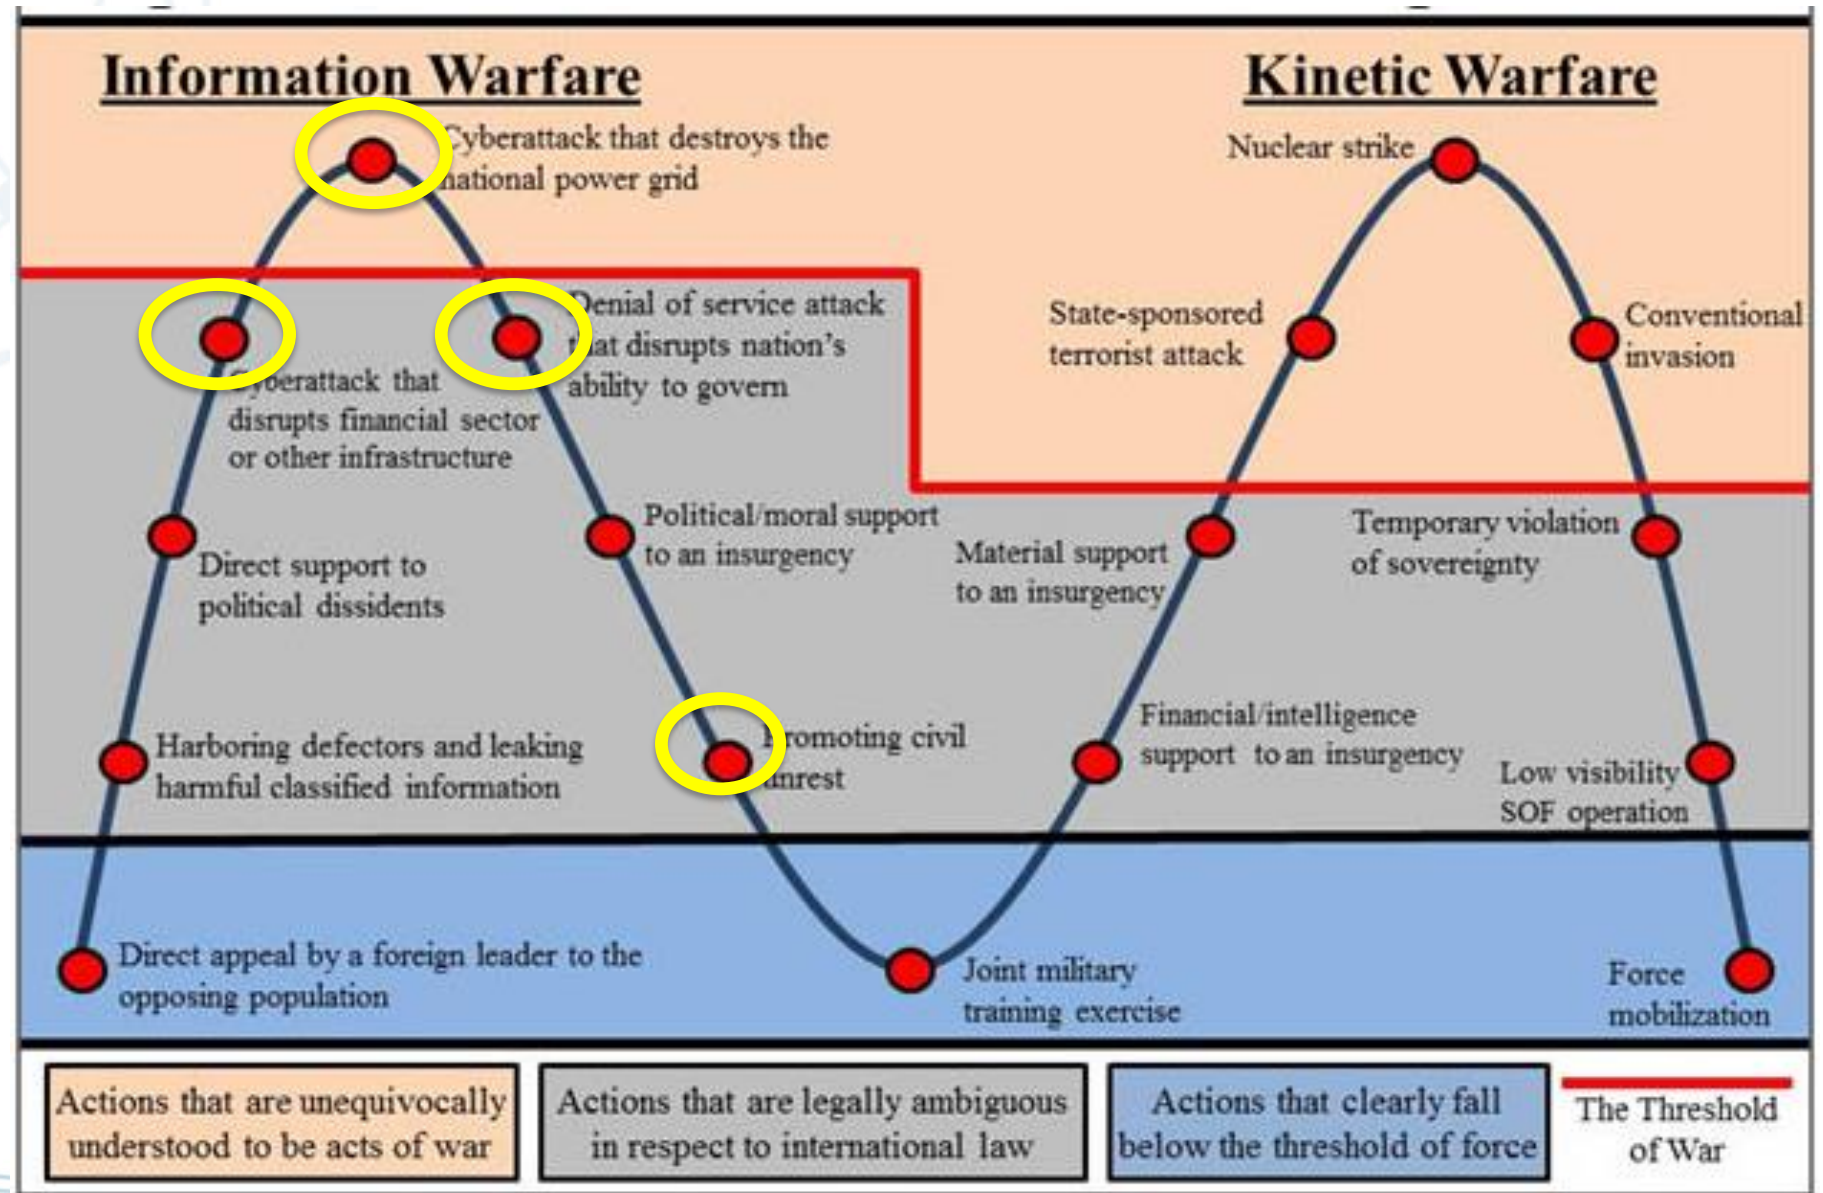 Information Warfare
Kinetic Warfare
Cyberattack that destroys the
national power grid
Nuclear strike
Denial of service attack
that disrupts nation's
ability to govern
State-sponsored
terrorist attack
Conventional
invasion
Cyberattack that
disrupts financial sector
or other infrastructure
Direct support to
political dissidents
Political/moral support
to an insurgency
Material support
to an insurgency
Temporary violation
of sovereignty
Harboring defectors and leaking
harmful classified information
Promoting civil
unrest
Financial/intelligence
support to an insurgency
Low visibility
SOF operation
Direct appeal by a foreign leader to the
opposing population
Joint military
training exercise
Force
mobilization
Actions that are unequivocally
understood to be acts of war
Actions that are legally ambiguous
in respect to international law
Actions that clearly fall
below the threshold of force
The Threshold
of War